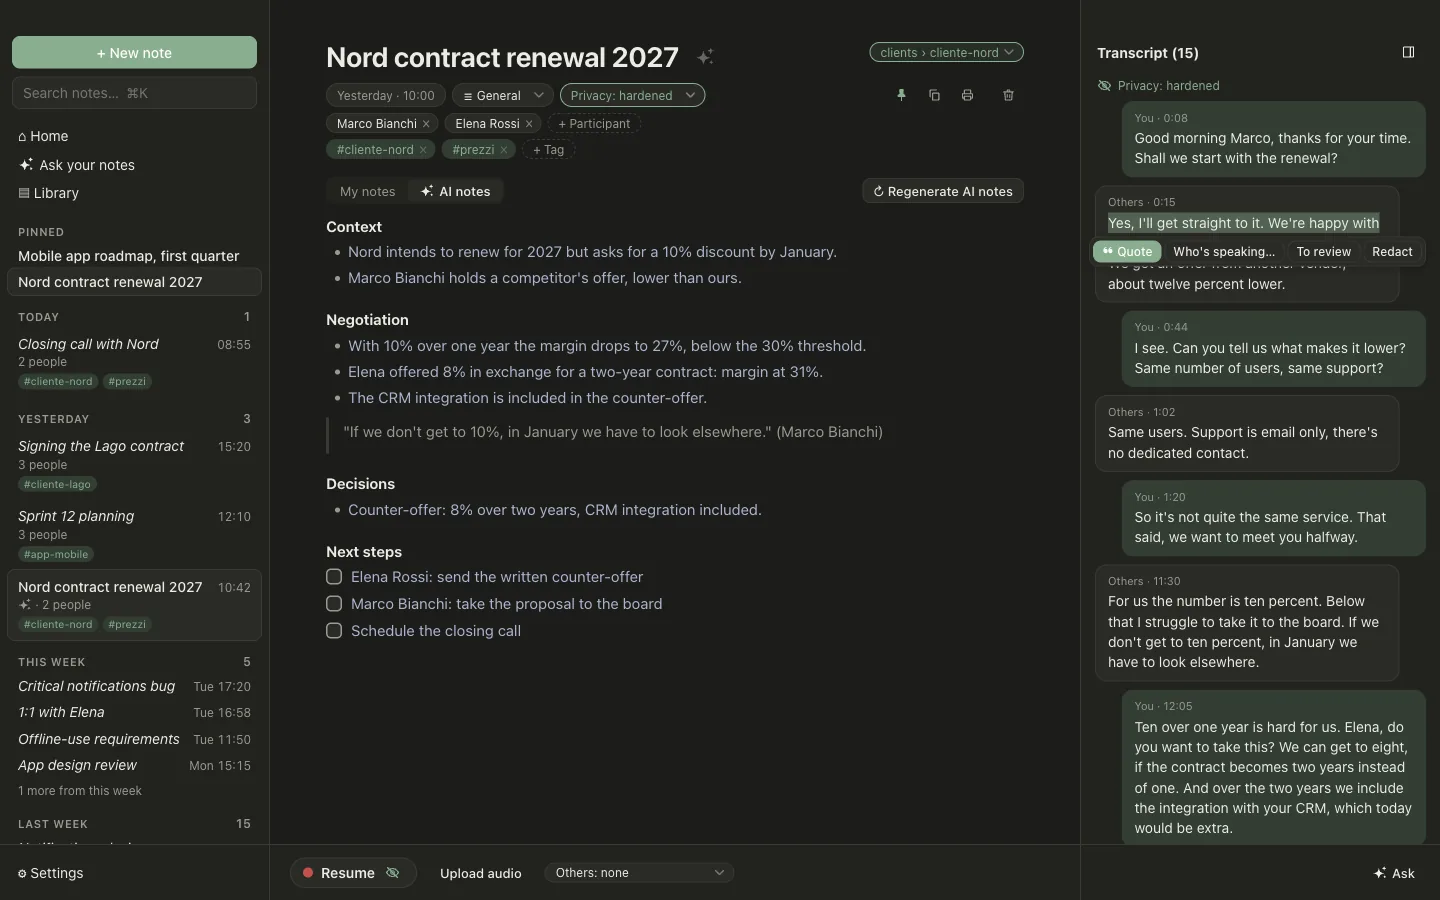 + New note
Search notes... ⌘K
Home
Ask your notes
Library
PINNED
Mobile app roadmap, first quarter
Nord contract renewal 2027
TODAY 1
Closing call with Nord 08:55
2 people
#cliente-nord #prezzi
YESTERDAY 3
Signing the Lago contract 15:20
3 people
#cliente-lago
Sprint 12 planning 12:10
3 people
#app-mobile
Nord contract renewal 2027 10:42
· 2 people
#cliente-nord #prezzi
THIS WEEK 5
Critical notifications bug Tue 17:20
1:1 with Elena Tue 16:58
Offline-use requirements Tue 11:50
App design review Mon 15:15
1 more from this week
LAST WEEK 15
Settings
Nord contract renewal 2027
clients › cliente-nord
Yesterday · 10:00 General Privacy: hardened
Marco Bianchi × Elena Rossi × + Participant
#cliente-nord × #prezzi × + Tag
My notes AI notes Regenerate AI notes
Context
• Nord intends to renew for 2027 but asks for a 10% discount by January.
• Marco Bianchi holds a competitor's offer, lower than ours.
Negotiation
• With 10% over one year the margin drops to 27%, below the 30% threshold.
• Elena offered 8% in exchange for a two-year contract: margin at 31%.
• The CRM integration is included in the counter-offer.
"If we don't get to 10%, in January we have to look elsewhere." (Marco Bianchi)
Decisions
• Counter-offer: 8% over two years, CRM integration included.
Next steps
Elena Rossi: send the written counter-offer
Marco Bianchi: take the proposal to the board
Schedule the closing call
Resume Upload audio Others: none
Transcript (15)
Privacy: hardened
You · 0:08
Good morning Marco, thanks for your time.
Shall we start with the renewal?
Others · 0:15
Yes, I'll get straight to it. We're happy with
❝ Quote Who's speaking... To review Redact
about twelve percent lower.
You · 0:44
I see. Can you tell us what makes it lower?
Same number of users, same support?
Others · 1:02
Same users. Support is email only, there's
no dedicated contact.
You · 1:20
So it's not quite the same service. That
said, we want to meet you halfway.
Others · 11:30
For us the number is ten percent. Below
that I struggle to take it to the board. If we
don't get to ten percent, in January we
have to look elsewhere.
You · 12:05
Ten over one year is hard for us. Elena, do
you want to take this? We can get to eight,
if the contract becomes two years instead
of one. And over the two years we include
the integration with your CRM, which today
would be extra.
Ask